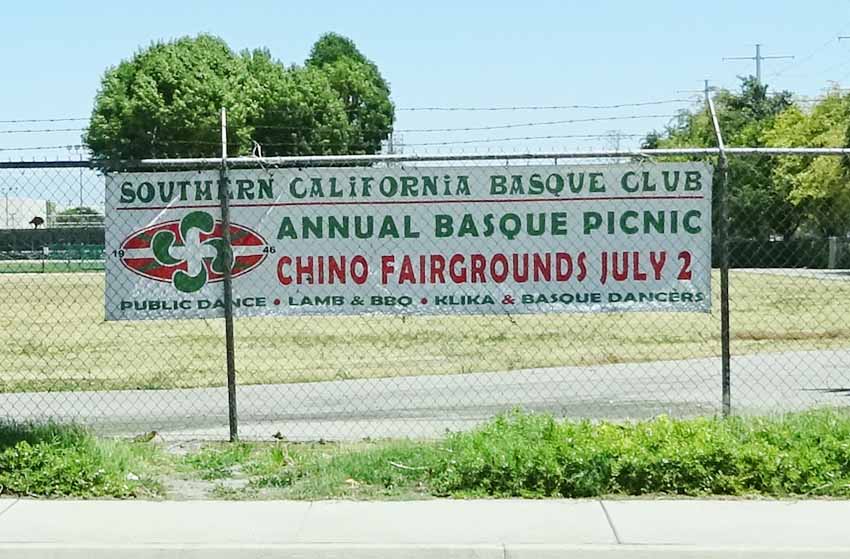 SOUTHERN CALIFORNIA BASQUE CLUB
19 46
ANNUAL BASQUE PICNIC
CHINO FAIRGROUNDS JULY 2
PUBLIC DANCE • LAMB & BBQ • KLIKA & BASQUE DANCERS